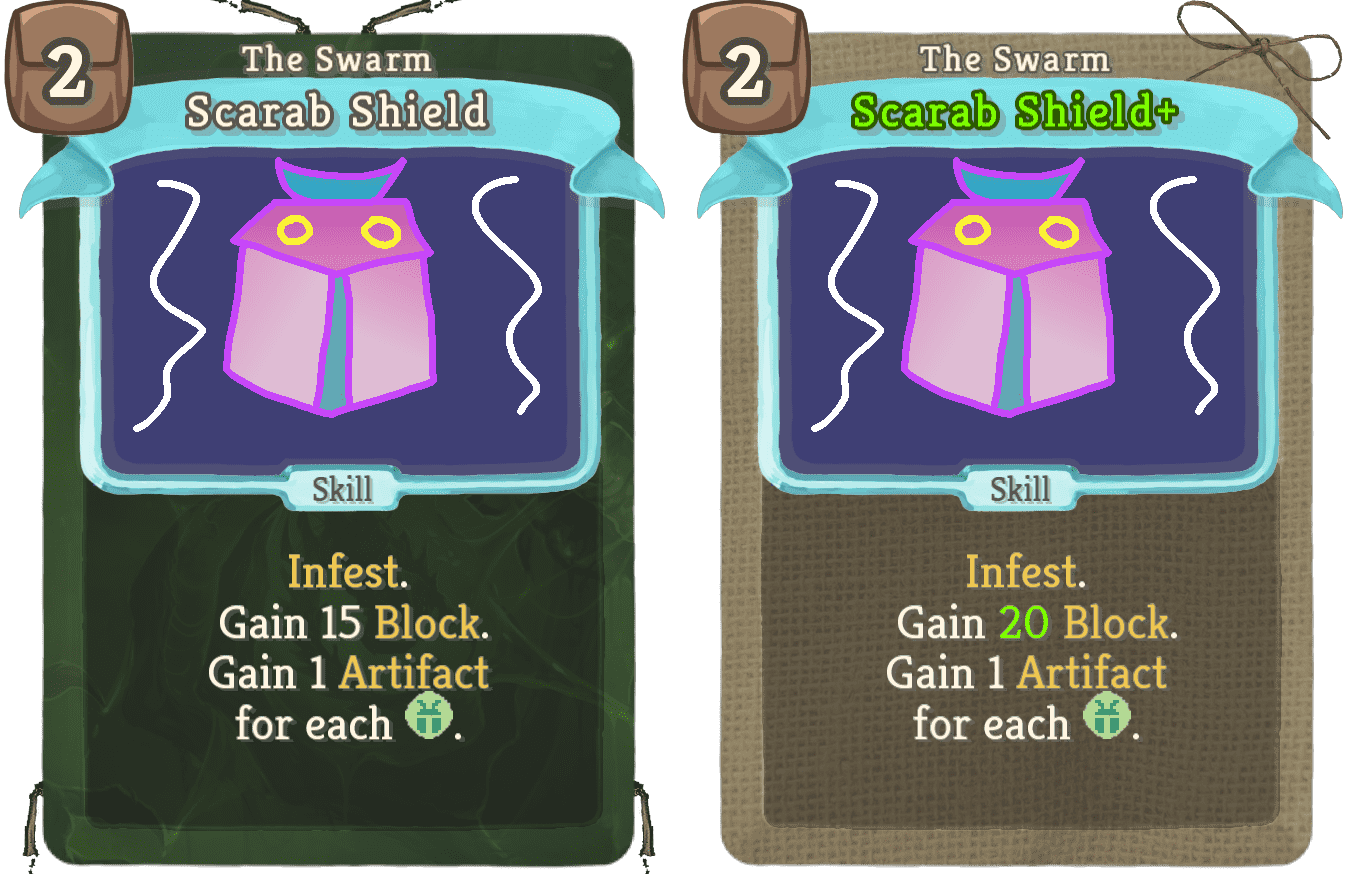 2
The Swarm
Scarab Shield
Skill
Infest.
Gain 15 Block.
Gain 1 Artifact
for each .
2
The Swarm
Scarab Shield+
Skill
Infest.
Gain 20 Block.
Gain 1 Artifact
for each .